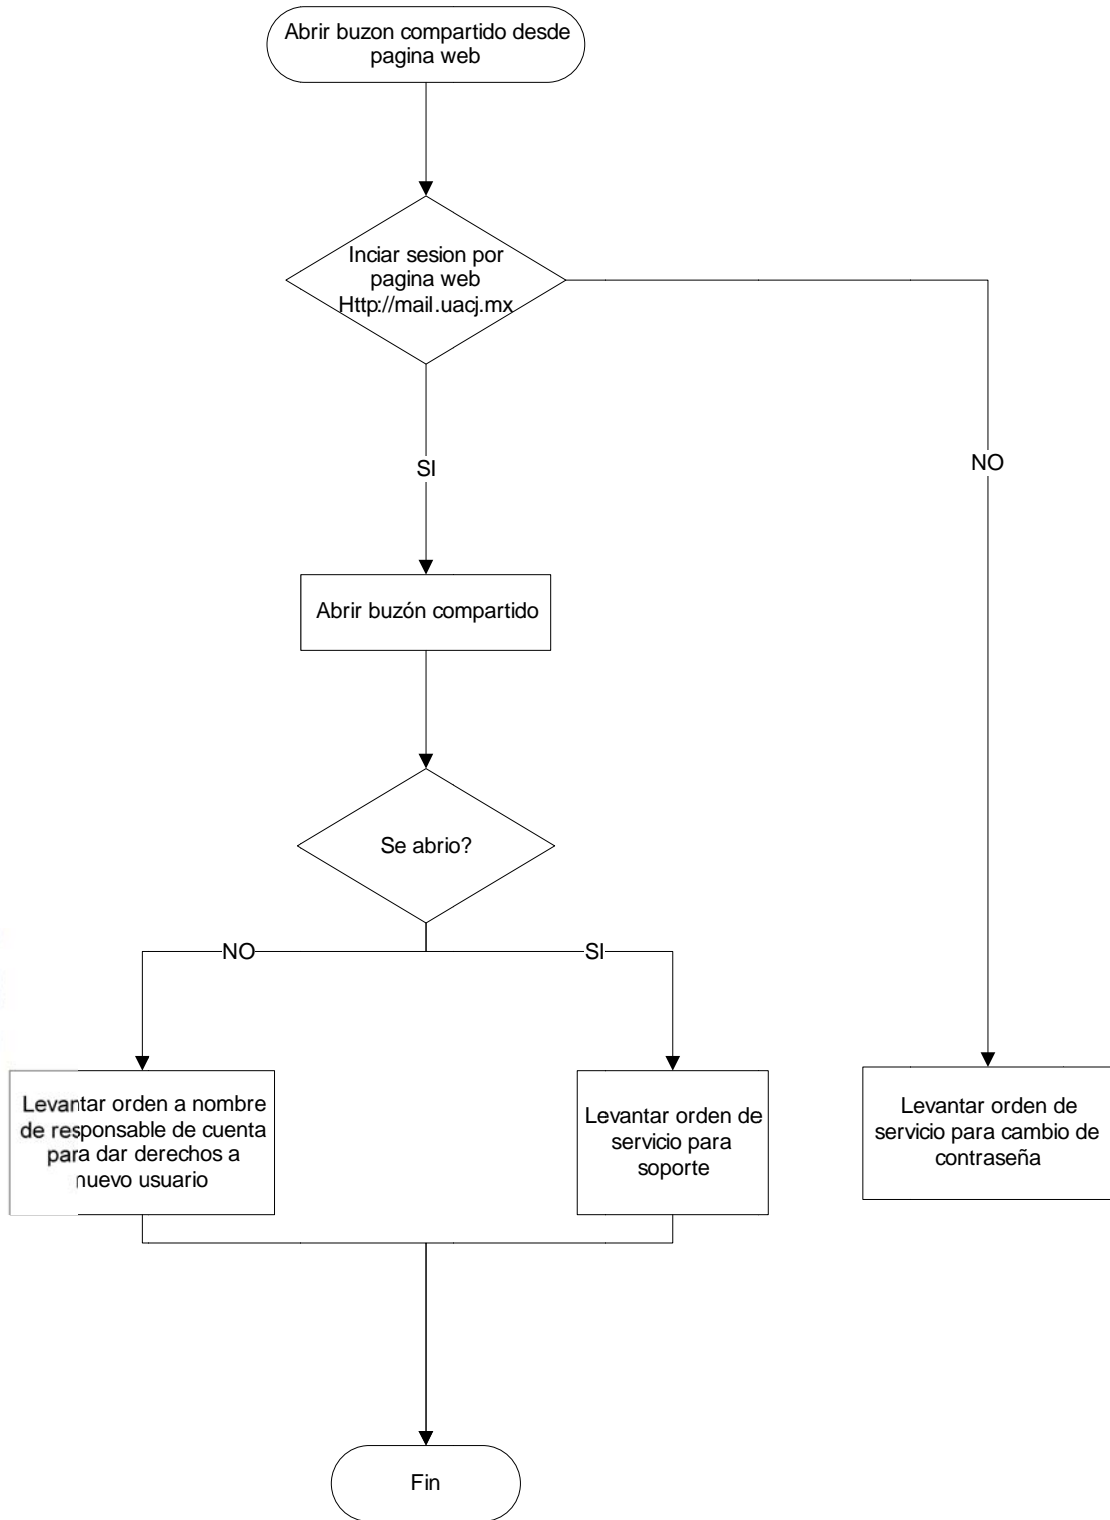 Abrir buzon compartido desde
pagina web
Inciar sesion por
pagina web
Http://mail.uacj.mx
SI
NO
Abrir buzón compartido
Se abrio?
NO
SI
Levantar orden a nombre
de responsable de cuenta
para dar derechos a
nuevo usuario
Levantar orden de
servicio para
soporte
Levantar orden de
servicio para cambio de
contraseña
Fin